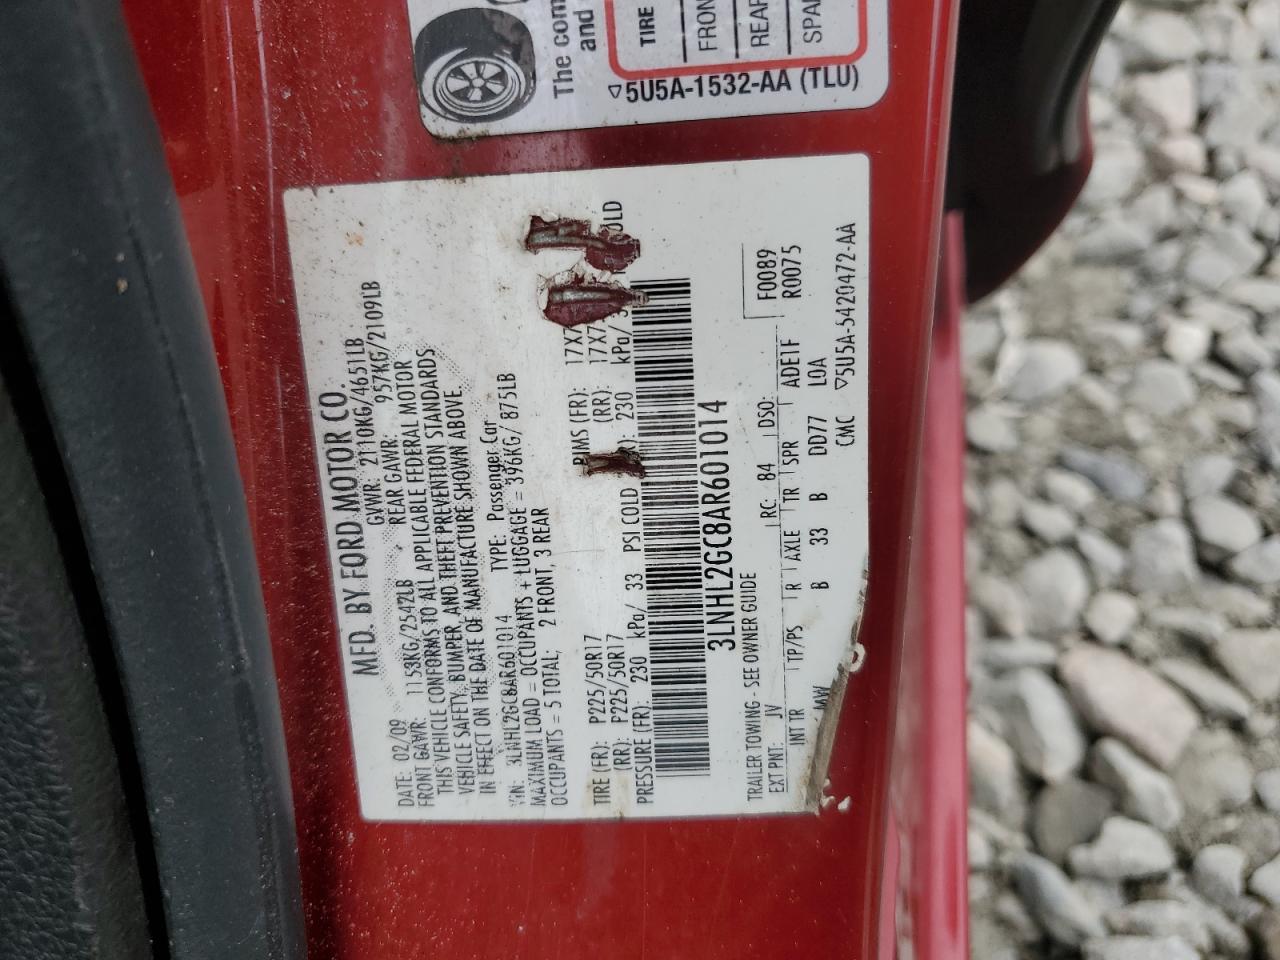 The com
and
TIRE
FRON
REAR
SPAR
▽5U5A-1532-AA (TLU)
MFD. BY FORD MOTOR CO.
DATE: 02/09 GVWR: 2110KG/4651LB
FRONT GAWR: 1153KG/2542LB REAR GAWR: 957KG/2109LB
THIS VEHICLE CONFORMS TO ALL APPLICABLE FEDERAL MOTOR
VEHICLE SAFETY, BUMPER, AND THEFT PREVENTION STANDARDS
IN EFFECT ON THE DATE OF MANUFACTURE SHOWN ABOVE.
VIN: 3LNHL2GC8AR601014 TYPE: Passenger Car
MAXIMUM LOAD = OCCUPANTS + LUGGAGE = 396KG/ 875LB
OCCUPANTS = 5 TOTAL; 2 FRONT, 3 REAR
TIRE (FR): P225/50R17 RIMS (FR): 17X7
(RR): P225/50R17 (RR): 17X7
PRESSURE (FR): 230 kPa/ 33 PSI COLD 230 kPa/ OLD
3LNHL2GC8AR601014
TRAILER TOWING - SEE OWNER GUIDE F0089
EXT PNT: JV RC: 84 DSO: R0075
INT TR TP/PS R AXLE TR SPR ADE1F
MW B 33 B DD77 LOA
CMC ▽5U5A-5420472-AA